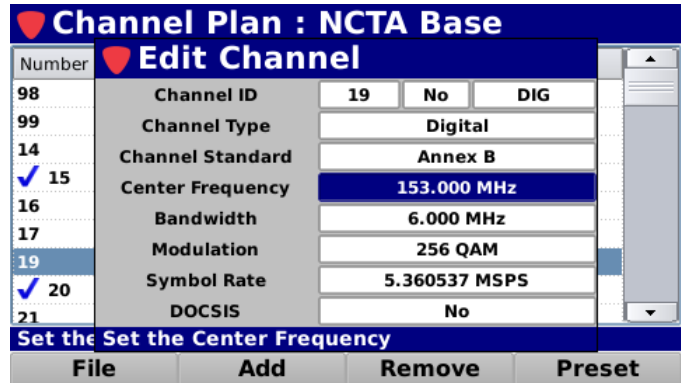 Channel Plan : NCTA Base
Edit Channel
Number
98
99
14
15
16
17
19
20
21
Channel ID 19 No DIG
Channel Type Digital
Channel Standard Annex B
Center Frequency 153.000 MHz
Bandwidth 6.000 MHz
Modulation 256 QAM
Symbol Rate 5.360537 MSPS
DOCSIS No
Set the Set the Center Frequency
File Add Remove Preset